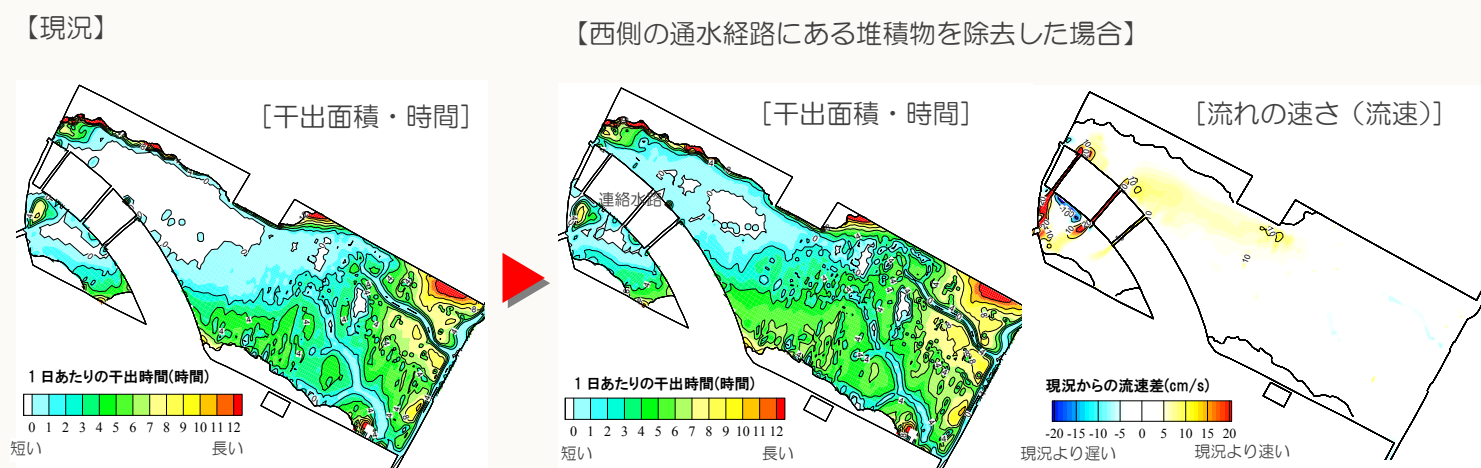 【現況】
【西側の通水経路にある堆積物を除去した場合】
[干出面積・時間]
[干出面積・時間]
[流れの速さ（流速）]
連絡水路
1日あたりの干出時間(時間)
0 1 2 3 4 5 6 7 8 9 10 11 12
短い 長い
1日あたりの干出時間(時間)
0 1 2 3 4 5 6 7 8 9 10 11 12
短い 長い
現況からの流速差(cm/s)
-20 -15 -10 -5 0 5 10 15 20
現況より遅い 現況より速い